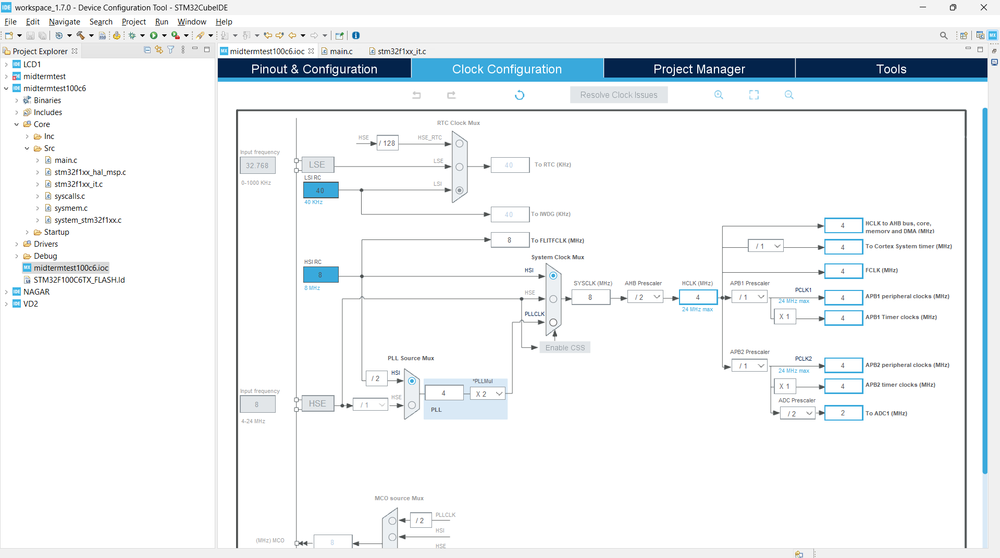 workspace_1.7.0 - Device Configuration Tool - STM32CubeIDE
File Edit Navigate Search Project Run Window Help
Project Explorer
midtermtest100c6.ioc main.c stm32f1xx_it.c
LCD1
midtermtest
midtermtest100c6
Binaries
Includes
Core
Inc
Src
main.c
stm32f1xx_hal_msp.c
stm32f1xx_it.c
syscalls.c
sysmem.c
system_stm32f1xx.c
Startup
Drivers
Debug
midtermtest100c6.ioc
STM32F100C6TX_FLASH.ld
NAGAR
VD2
Pinout & Configuration Clock Configuration Project Manager Tools
Resolve Clock Issues
RTC Clock Mux
HSE / 128 HSE_RTC
Input frequency
32.768 LSE LSE 40 To RTC (KHz)
0-1000 KHz
LSI RC
40 LSI
40 KHz
40 To IWDG (KHz)
8 To FLITFCLK (MHz)
System Clock Mux
HSI RC
8 HSI
8 MHz
HSE
PLLCLK
Enable CSS
SYSCLK (MHz) AHB Prescaler HCLK (MHz) APB1 Prescaler
8 / 2 4 / 1
24 MHz max
4 HCLK to AHB bus, core,
memory and DMA (MHz)
/ 1 4 To Cortex System timer (MHz)
4 FCLK (MHz)
PCLK1
24 MHz max
4 APB1 peripheral clocks (MHz)
X 1 4 APB1 Timer clocks (MHz)
APB2 Prescaler
/ 1 PCLK2
24 MHz max
4 APB2 peripheral clocks (MHz)
X 1 4 APB2 timer clocks (MHz)
ADC Prescaler
/ 2 2 To ADC1 (MHz)
PLL Source Mux
/ 2 HSI
*PLLMul
4 X 2
PLL
Input frequency
8 HSE / 1 HSE
4-24 MHz
MCO source Mux
/ 2 PLLCLK
HSI
(MHz) MCO 8
HSE